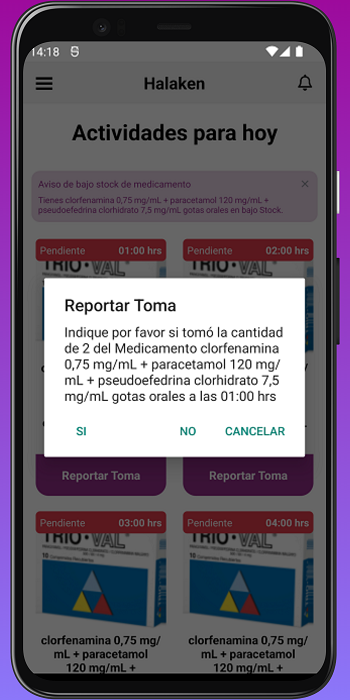 14:18
Halaken
Actividades para hoy
Aviso de bajo stock de medicamento
Tienes clorfenamina 0,75 mg/mL + paracetamol 120 mg/mL +
pseudoefedrina clorhidrato 7,5 mg/mL gotas orales en bajo Stock.
Pendiente 01:00 hrs
Pendiente 02:00 hrs
TRIO-VAL
Reportar Toma
Indique por favor si tomó la cantidad
de 2 del Medicamento clorfenamina
0,75 mg/mL + paracetamol 120 mg/
mL + pseudoefedrina clorhidrato 7,5
mg/mL gotas orales a las 01:00 hrs
SI NO CANCELAR
Reportar Toma
Reportar Toma
Pendiente 03:00 hrs
Pendiente 04:00 hrs
TRIO-VAL
TRIO-VAL
clorfenamina 0,75 mg/
mL + paracetamol
120 mg/mL +
clorfenamina 0,75 mg/
mL + paracetamol
120 mg/mL +